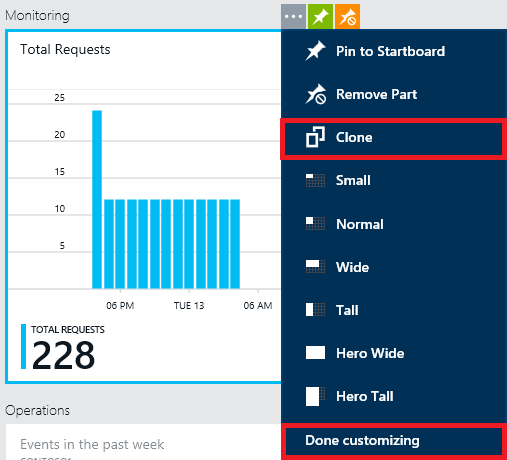 Monitoring
Total Requests
25
20
15
10
5
06 PM
TUE 13
06 AM
TOTAL REQUESTS
228
Operations
Events in the past week
Pin to Startboard
Remove Part
Clone
Small
Normal
Wide
Tall
Hero Wide
Hero Tall
Done customizing